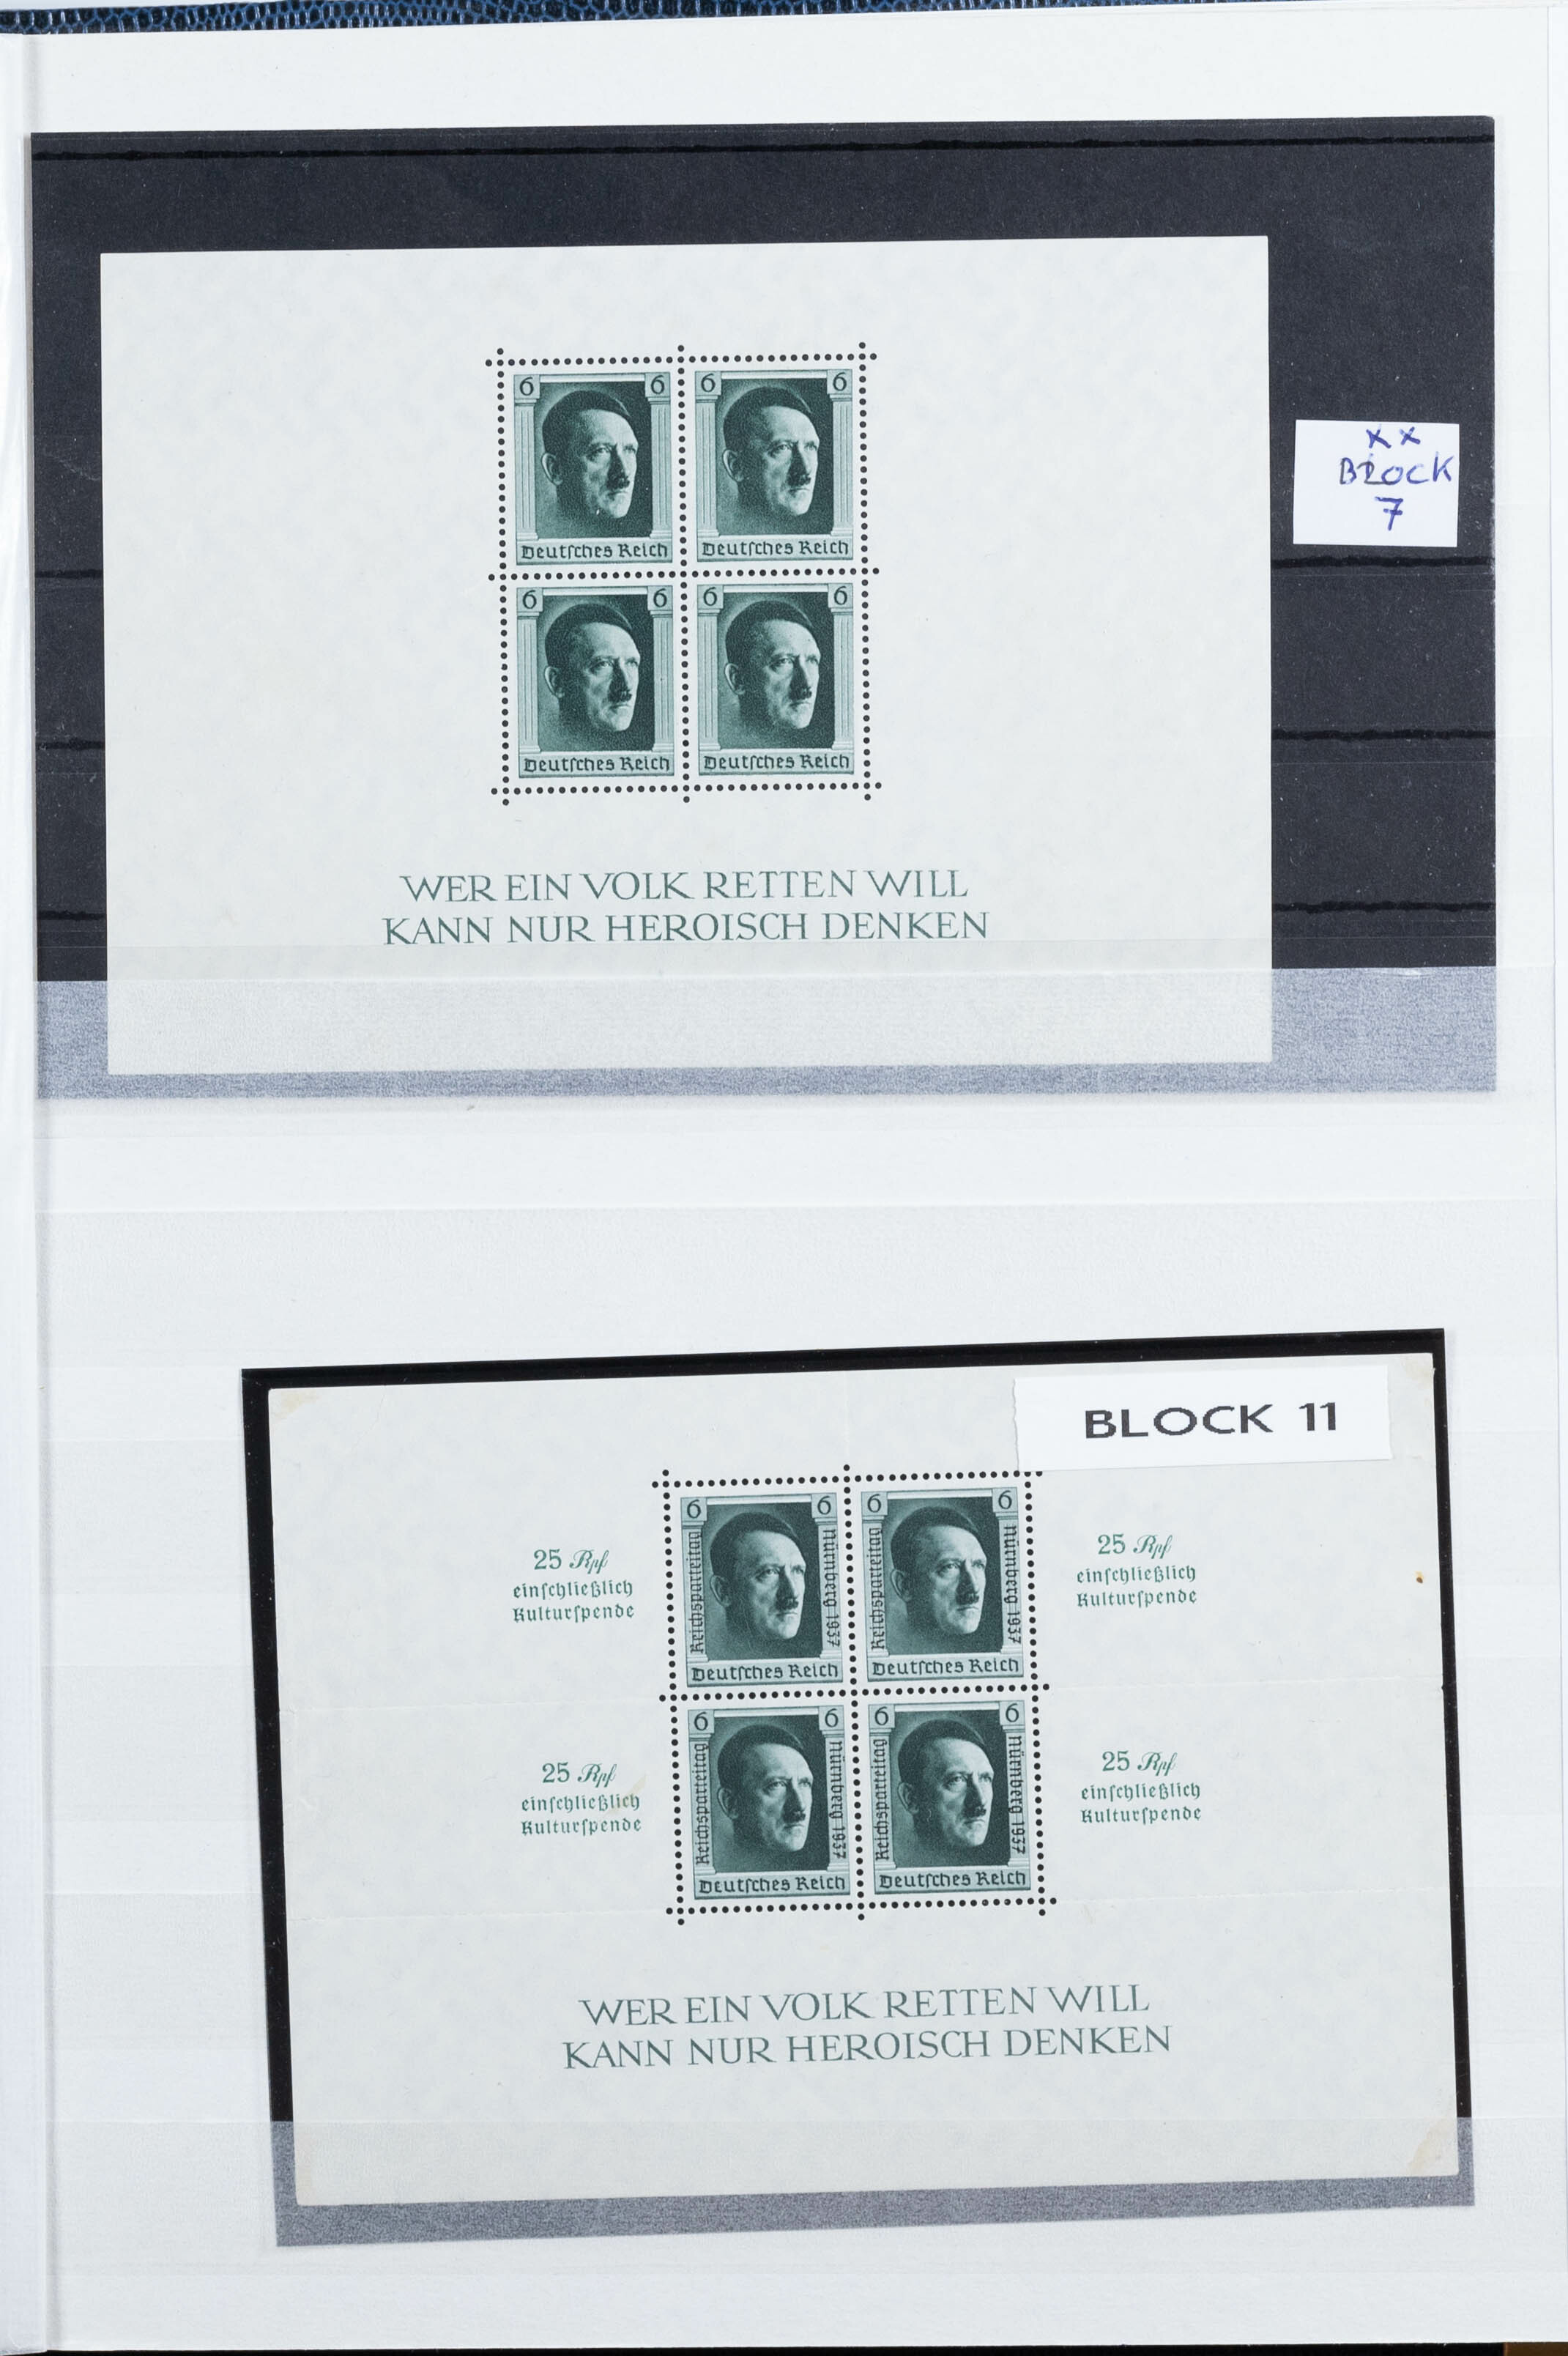 6 6 6 6
Deutſches Reich Deutſches Reich
6 6 6 6
Deutſches Reich Deutſches Reich
WER EIN VOLK RETTEN WILL
KANN NUR HEROISCH DENKEN
xx
BLOCK
7
BLOCK 11
6 6 6 6
Reichsparteitag Nürnberg 1937 Reichsparteitag Nürnberg 1937
Deutſches Reich Deutſches Reich
25 Rpf
einſchließlich
Kulturſpende
25 Rpf
einſchließlich
Kulturſpende
6 6 6 6
Reichsparteitag Nürnberg 1937 Reichsparteitag Nürnberg 1937
Deutſches Reich Deutſches Reich
25 Rpf
einſchließlich
Kulturſpende
25 Rpf
einſchließlich
Kulturſpende
WER EIN VOLK RETTEN WILL
KANN NUR HEROISCH DENKEN